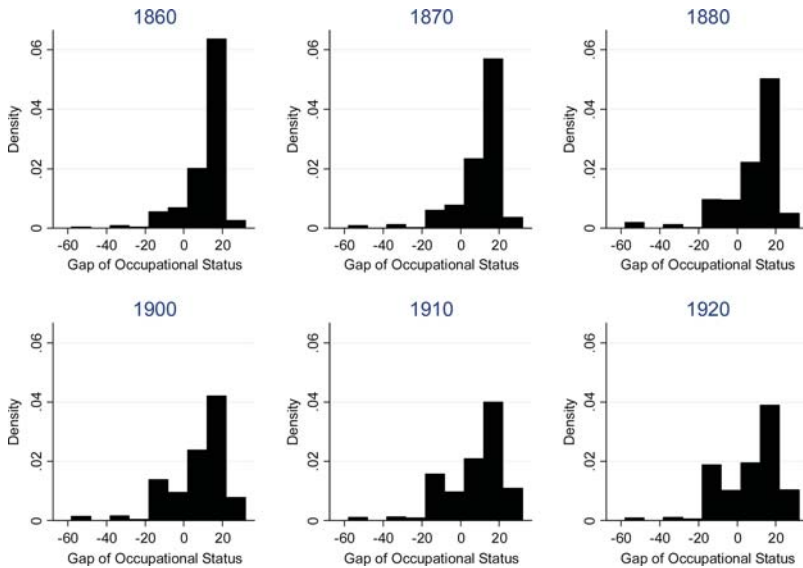 1860 1870 1880
Density .06 .04 .02 0 Density .06 .04 .02 0 Density .06 .04 .02 0
-60 -40 -20 0 20 -60 -40 -20 0 20 -60 -40 -20 0 20
Gap of Occupational Status Gap of Occupational Status Gap of Occupational Status
1900 1910 1920
Density .06 .04 .02 0 Density .06 .04 .02 0 Density .06 .04 .02 0
-60 -40 -20 0 20 -60 -40 -20 0 20 -60 -40 -20 0 20
Gap of Occupational Status Gap of Occupational Status Gap of Occupational Status